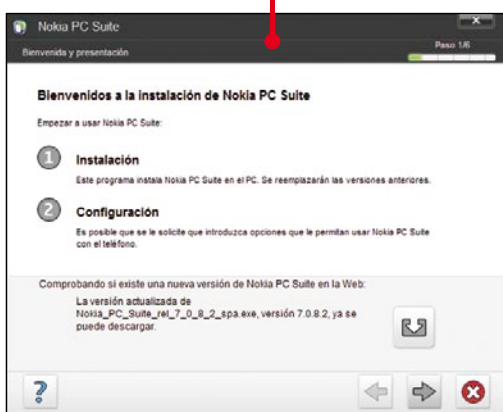 Nokia PC Suite
Bienvenida y presentación
Paso 1/6
Bienvenidos a la instalación de Nokia PC Suite
Empezar a usar Nokia PC Suite:
1
Instalación
Este programa instala Nokia PC Suite en el PC. Se reemplazarán las versiones anteriores.
2
Configuración
Es posible que se le solicite que introduzca opciones que le permitan usar Nokia PC Suite
con el teléfono.
Comprobando si existe una nueva versión de Nokia PC Suite en la Web:
La versión actualizada de
Nokia_PC_Suite_rel_7_0_8_2_spa.exe, versión 7.0.8.2, ya se
puede descargar.
?